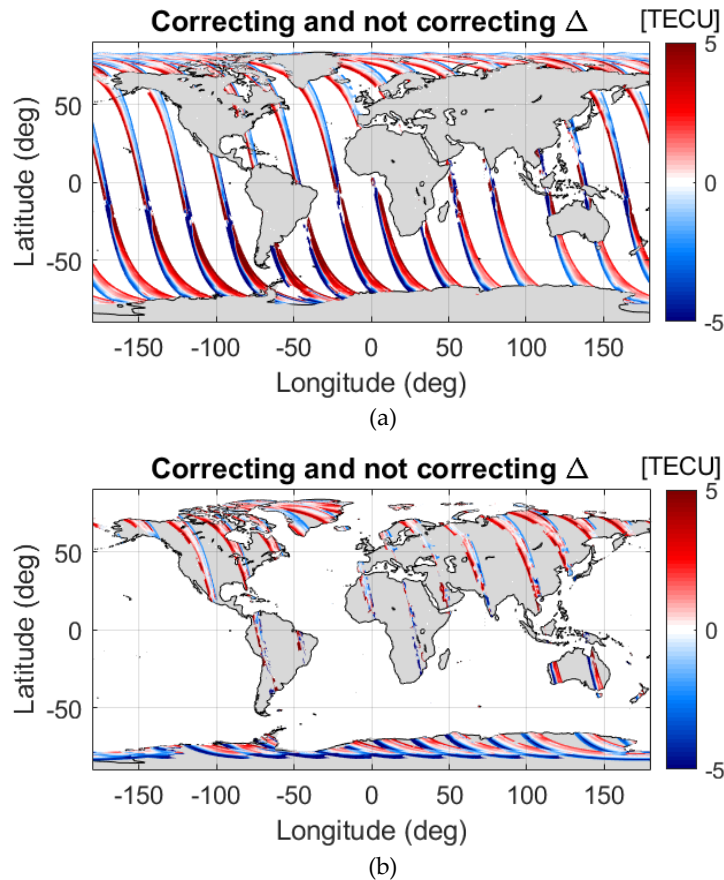 Correcting and not correcting Δ
[TECU]
5
0
-5
50
0
-50
Latitude (deg)
-150 -100 -50 0 50 100 150
Longitude (deg)
(a)
Correcting and not correcting Δ
[TECU]
5
0
-5
50
0
-50
Latitude (deg)
-150 -100 -50 0 50 100 150
Longitude (deg)
(b)